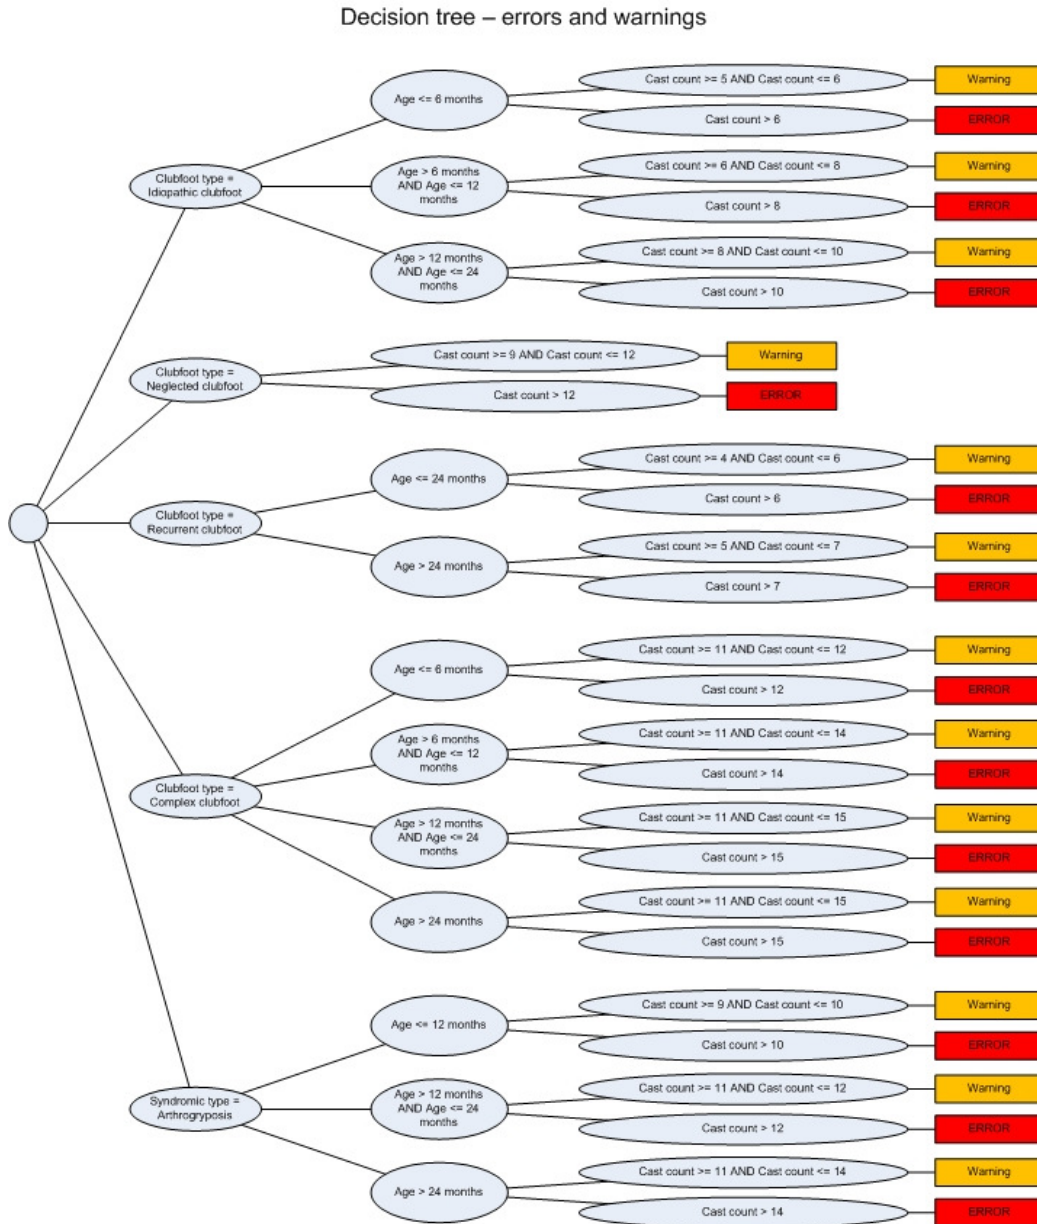 Decision tree – errors and warnings
Clubfoot type =
Idiopathic clubfoot
Age <= 6 months
Cast count >= 5 AND Cast count <= 6
Warning
Cast count > 6
ERROR
Age > 6 months
AND Age <= 12
months
Cast count >= 6 AND Cast count <= 8
Warning
Cast count > 8
ERROR
Age > 12 months
AND Age <= 24
months
Cast count >= 8 AND Cast count <= 10
Warning
Cast count > 10
ERROR
Clubfoot type =
Neglected clubfoot
Cast count >= 9 AND Cast count <= 12
Warning
Cast count > 12
ERROR
Clubfoot type =
Recurrent clubfoot
Age <= 24 months
Cast count >= 4 AND Cast count <= 6
Warning
Cast count > 6
ERROR
Age > 24 months
Cast count >= 5 AND Cast count <= 7
Warning
Cast count > 7
ERROR
Clubfoot type =
Complex clubfoot
Age <= 6 months
Cast count >= 11 AND Cast count <= 12
Warning
Cast count > 12
ERROR
Age > 6 months
AND Age <= 12
months
Cast count >= 11 AND Cast count <= 14
Warning
Cast count > 14
ERROR
Age > 12 months
AND Age <= 24
months
Cast count >= 11 AND Cast count <= 15
Warning
Cast count > 15
ERROR
Age > 24 months
Cast count >= 11 AND Cast count <= 15
Warning
Cast count > 15
ERROR
Syndromic type =
Arthrogryposis
Age <= 12 months
Cast count >= 9 AND Cast count <= 10
Warning
Cast count > 10
ERROR
Age > 12 months
AND Age <= 24
months
Cast count >= 11 AND Cast count <= 12
Warning
Cast count > 12
ERROR
Age > 24 months
Cast count >= 11 AND Cast count <= 14
Warning
Cast count > 14
ERROR